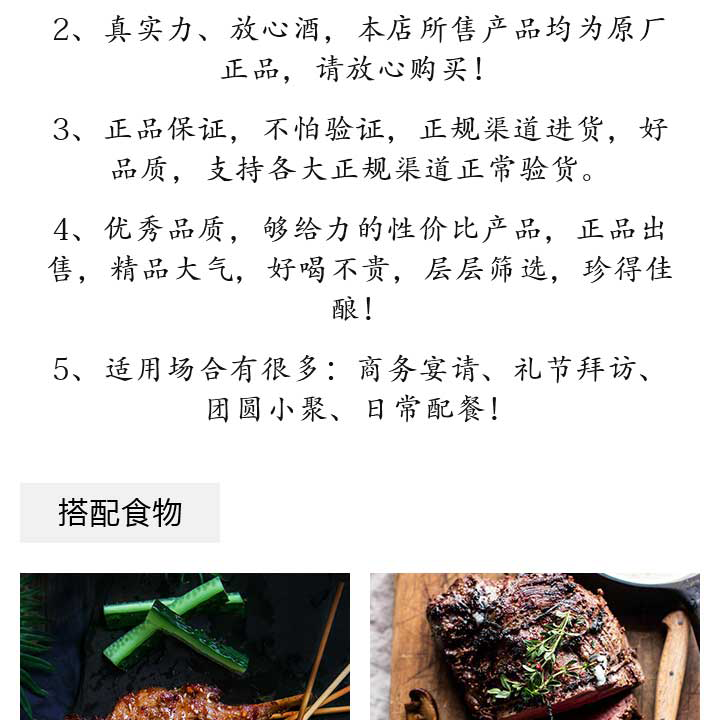 2、真实力、放心酒，本店所售产品均为原厂
正品，请放心购买！
3、正品保证，不怕验证，正规渠道进货，好
品质，支持各大正规渠道正常验货。
4、优秀品质，够给力的性价比产品，正品出
售，精品大气，好喝不贵，层层筛选，珍得佳
酿！
5、适用场合有很多：商务宴请、礼节拜访、
团圆小聚、日常配餐！
搭配食物